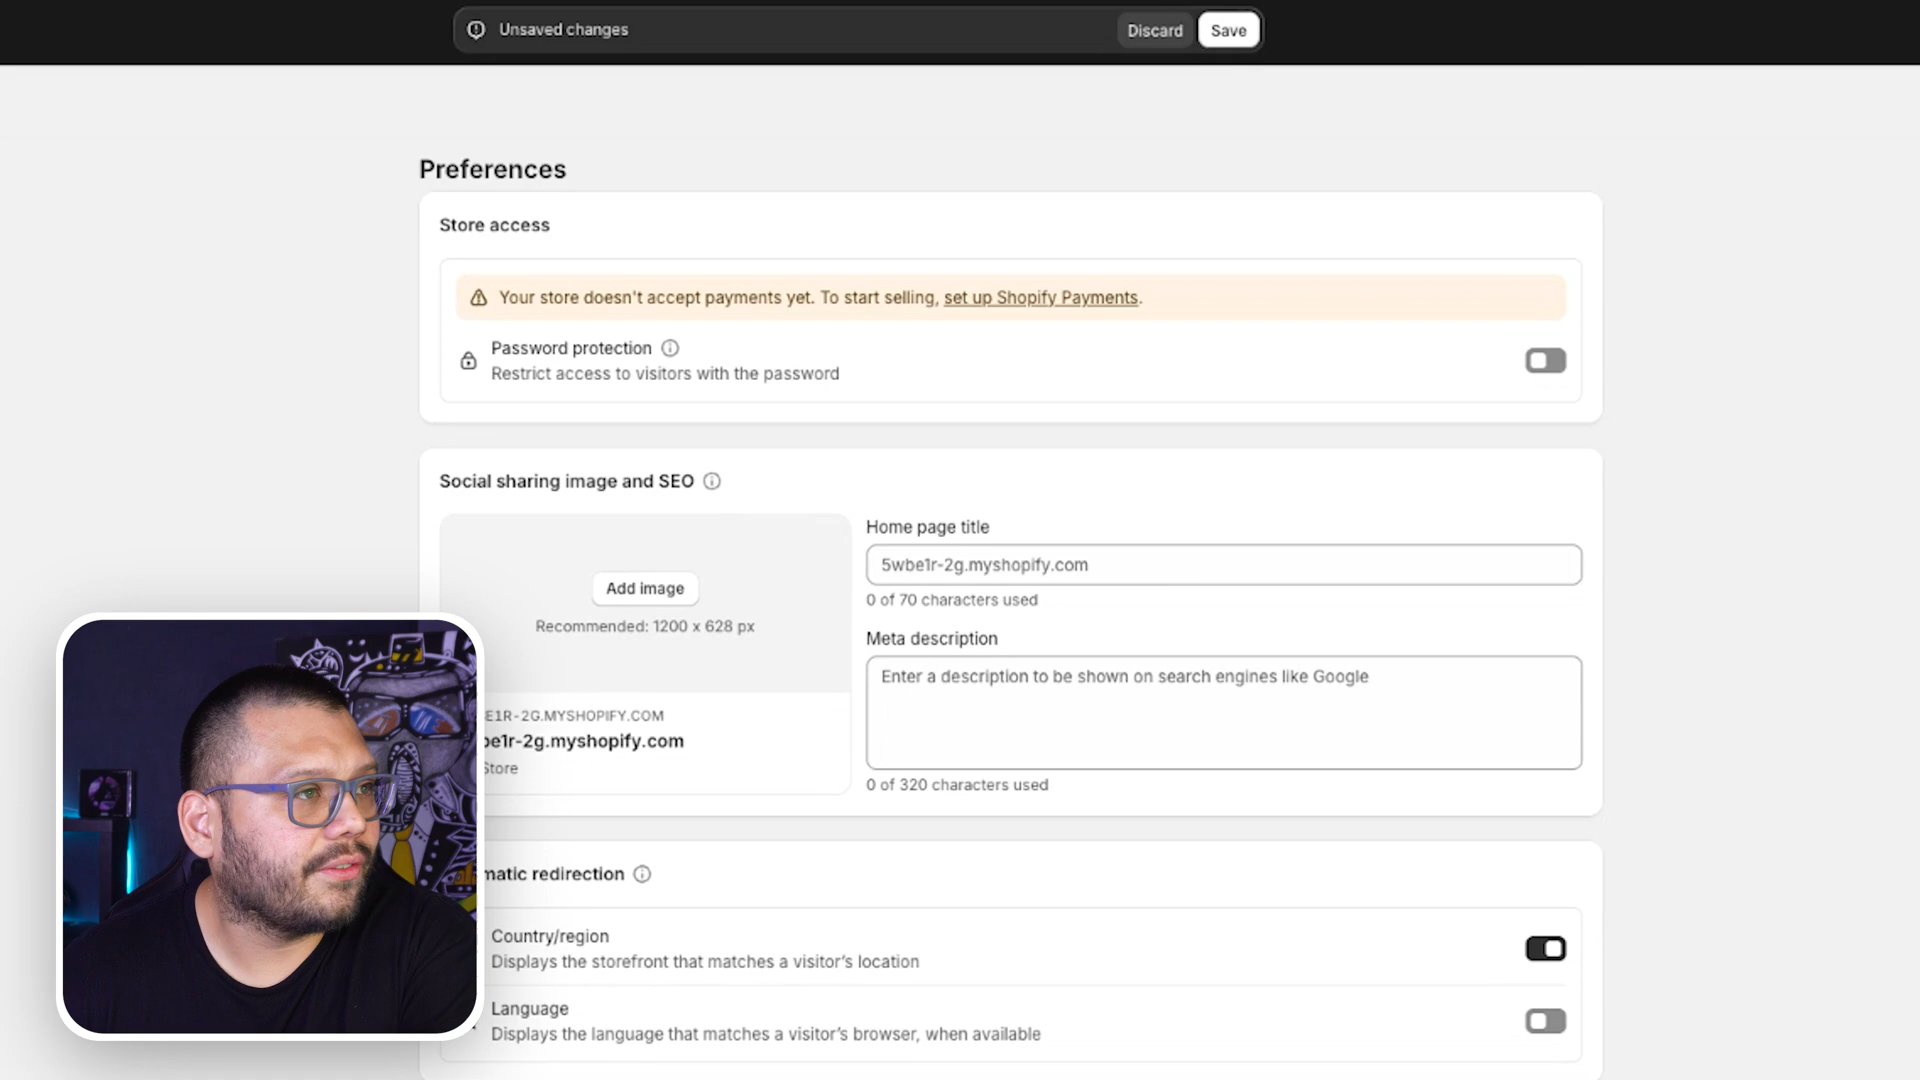 Unsaved changes
Discard
Save
Preferences
Store access
Your store doesn't accept payments yet. To start selling, set up Shopify Payments.
Password protection
Restrict access to visitors with the password
Social sharing image and SEO
Add image
Recommended: 1200 x 628 px
E1R-2G.MYSHOPIFY.COM
be1r-2g.myshopify.com
Store
Home page title
5wbe1r-2g.myshopify.com
0 of 70 characters used
Meta description
Enter a description to be shown on search engines like Google
0 of 320 characters used
matic redirection
Country/region
Displays the storefront that matches a visitor’s location
Language
Displays the language that matches a visitor’s browser, when available